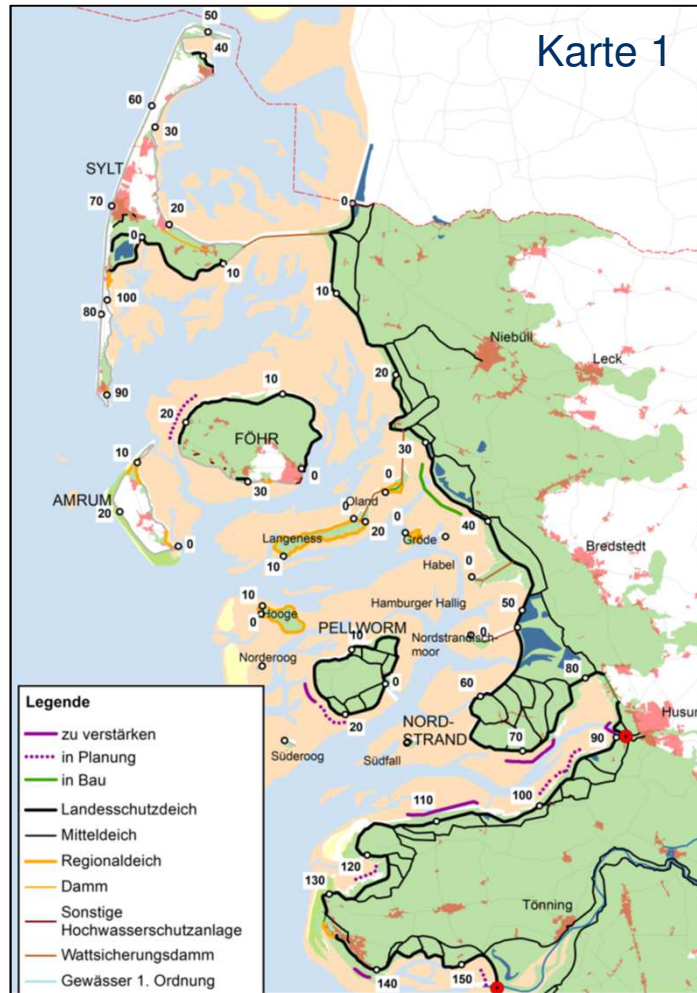 Karte 1
50
40
60
30
SYLT
70
20
0
0
10
10
100
80
Niebüll
Leck
20
90
10
20
FÖHR
30
10
0
0
30
AMRUM
Oland
0
20
0
40
20
Langeness
Gröde
Bredstedt
0
10
Habel
0
10
Hamburger Hallig
50
Hooge
0
PELLWORM
Nordstrandisch
moor
0
10
Norderoog
80
0
60
Husum
20
NORD-
STRAND
70
90
Süderoog
Südfall
100
110
120
130
Tönning
140
150
Legende
zu verstärken
in Planung
in Bau
Landesschutzdeich
Mitteldeich
Regionaldeich
Damm
Sonstige
Hochwasserschutzanlage
Wattsicherungsdamm
Gewässer 1. Ordnung